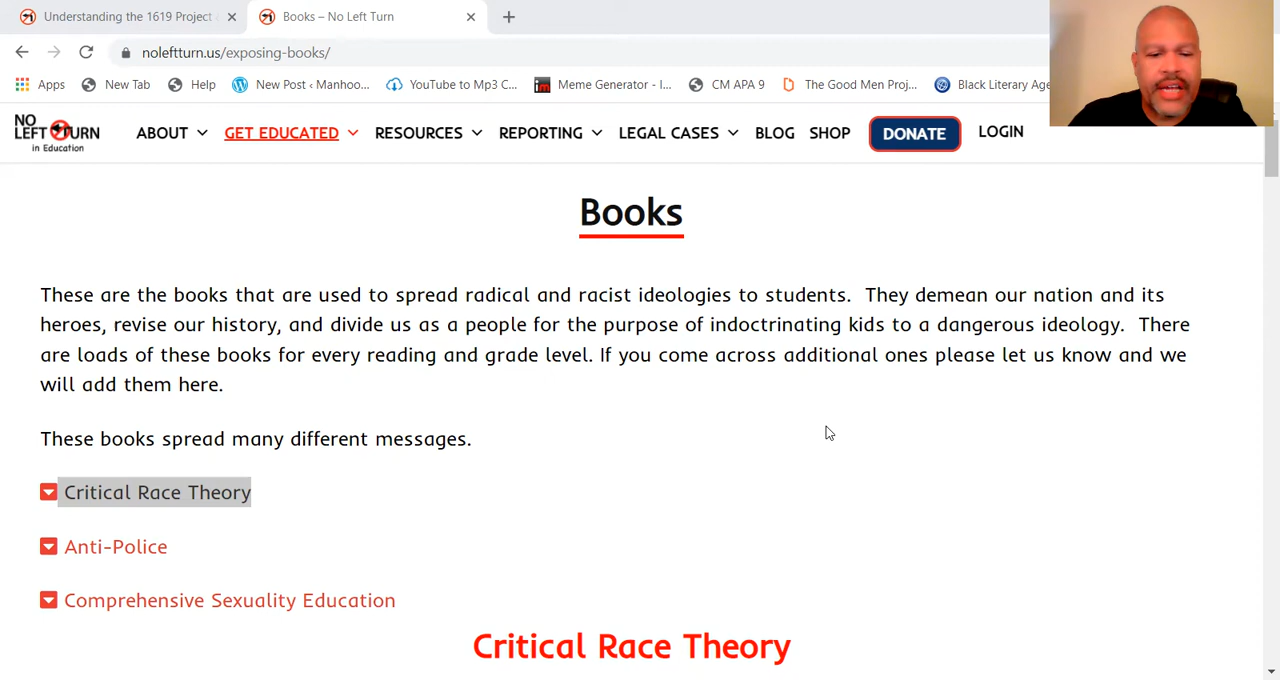 Understanding the 1619 Project
Books – No Left Turn
noleftturn.us/exposing-books/
Apps New Tab Help New Post ‹ Manhoo... YouTube to Mp3 C... Meme Generator - I... CM APA 9 The Good Men Proj... Black Literary Age
NO
LEFT TURN
in Education
ABOUT GET EDUCATED RESOURCES REPORTING LEGAL CASES BLOG SHOP DONATE LOGIN
Books
These are the books that are used to spread radical and racist ideologies to students. They demean our nation and its
heroes, revise our history, and divide us as a people for the purpose of indoctrinating kids to a dangerous ideology. There
are loads of these books for every reading and grade level. If you come across additional ones please let us know and we
will add them here.
These books spread many different messages.
Critical Race Theory
Anti-Police
Comprehensive Sexuality Education
Critical Race Theory